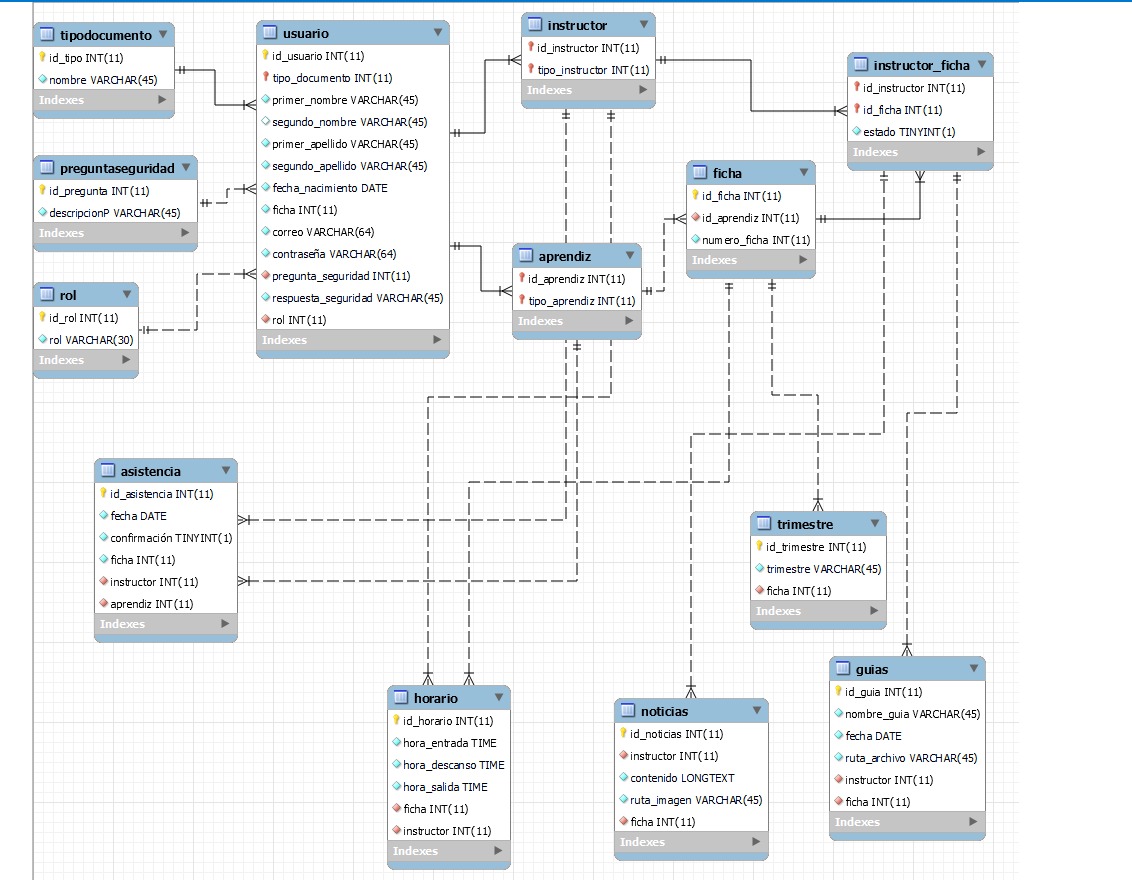 tipodocumento
id_tipo INT(11)
nombre VARCHAR(45)
Indexes
preguntaseguridad
id_pregunta INT(11)
descripcionP VARCHAR(45)
Indexes
rol
id_rol INT(11)
rol VARCHAR(30)
Indexes
usuario
id_usuario INT(11)
tipo_documento INT(11)
primer_nombre VARCHAR(45)
segundo_nombre VARCHAR(45)
primer_apellido VARCHAR(45)
segundo_apellido VARCHAR(45)
fecha_nacimiento DATE
ficha INT(11)
correo VARCHAR(64)
contraseña VARCHAR(64)
pregunta_seguridad INT(11)
respuesta_seguridad VARCHAR(45)
rol INT(11)
Indexes
instructor
id_instructor INT(11)
tipo_instructor INT(11)
Indexes
aprendiz
id_aprendiz INT(11)
tipo_aprendiz INT(11)
Indexes
ficha
id_ficha INT(11)
id_aprendiz INT(11)
numero_ficha INT(11)
Indexes
instructor_ficha
id_instructor INT(11)
id_ficha INT(11)
estado TINYINT(1)
Indexes
asistencia
id_asistencia INT(11)
fecha DATE
confirmación TINYINT(1)
ficha INT(11)
instructor INT(11)
aprendiz INT(11)
Indexes
horario
id_horario INT(11)
hora_entrada TIME
hora_descanso TIME
hora_salida TIME
ficha INT(11)
instructor INT(11)
Indexes
noticias
id_noticias INT(11)
instructor INT(11)
contenido LONGTEXT
ruta_imagen VARCHAR(45)
ficha INT(11)
Indexes
trimestre
id_trimestre INT(11)
trimestre VARCHAR(45)
ficha INT(11)
Indexes
guias
id_guia INT(11)
nombre_guia VARCHAR(45)
fecha DATE
ruta_archivo VARCHAR(45)
instructor INT(11)
ficha INT(11)
Indexes